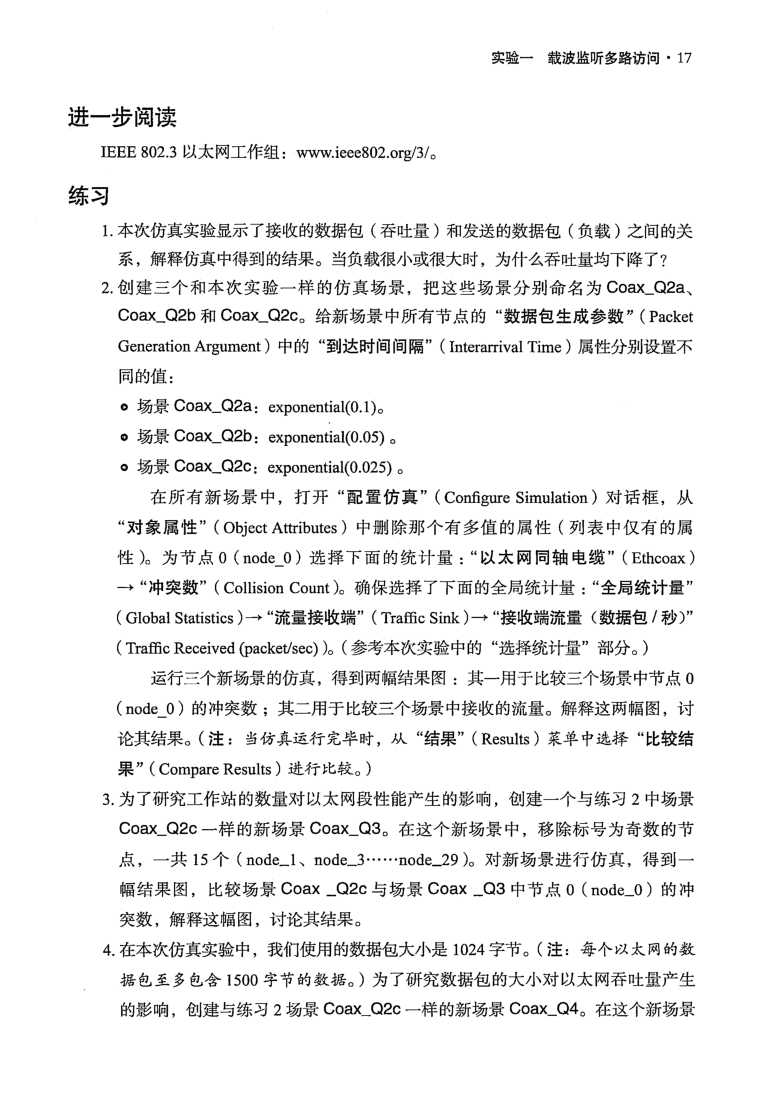 实验一 载波监听多路访问·17
进一步阅读
IEEE 802.3 以太网工作组：www.ieee802.org/3/。
练习
1. 本次仿真实验显示了接收的数据包（吞吐量）和发送的数据包（负载）之间的关
系，解释仿真中得到的结果。当负载很小或很大时，为什么吞吐量均下降了？
2. 创建三个和本次实验一样的仿真场景，把这些场景分别命名为 Coax_Q2a、
Coax_Q2b 和 Coax_Q2c。给新场景中所有节点的“数据包生成参数”（Packet
Generation Argument）中的“到达时间间隔”（Interarrival Time）属性分别设置不
同的值：
场景 Coax_Q2a：exponential(0.1)。
场景 Coax_Q2b：exponential(0.05) 。
场景 Coax_Q2c：exponential(0.025) 。
在所有新场景中，打开“配置仿真”（Configure Simulation）对话框，从
“对象属性”（Object Attributes）中删除那个有多值的属性（列表中仅有的属
性）。为节点 0（node_0）选择下面的统计量：“以太网同轴电缆”（Ethcoax）
→“冲突数”（Collision Count）。确保选择了下面的全局统计量：“全局统计量”
（Global Statistics）→“流量接收端”（Traffic Sink）→“接收端流量（数据包 / 秒）”
（Traffic Received (packet/sec)）。（参考本次实验中的“选择统计量”部分。）
运行三个新场景的仿真，得到两幅结果图：其一用于比较三个场景中节点 0
（node_0）的冲突数；其二用于比较三个场景中接收的流量。解释这两幅图，讨
论其结果。（注：当仿真运行完毕时，从“结果”（Results）菜单中选择“比较结
果”（Compare Results）进行比较。）
3. 为了研究工作站的数量对以太网段性能产生的影响，创建一个与练习 2 中场景
Coax_Q2c 一样的新场景 Coax_Q3。在这个新场景中，移除标号为奇数的节
点，一共 15 个（node_1、node_3……node_29）。对新场景进行仿真，得到一
幅结果图，比较场景 Coax _Q2c 与场景 Coax _Q3 中节点 0（node_0）的冲
突数，解释这幅图，讨论其结果。
4. 在本次仿真实验中，我们使用的数据包大小是 1024 字节。（注：每个以太网的数
据包至多包含 1500 字节的数据。）为了研究数据包的大小对以太网吞吐量产生
的影响，创建与练习 2 场景 Coax_Q2c 一样的新场景 Coax_Q4。在这个新场景